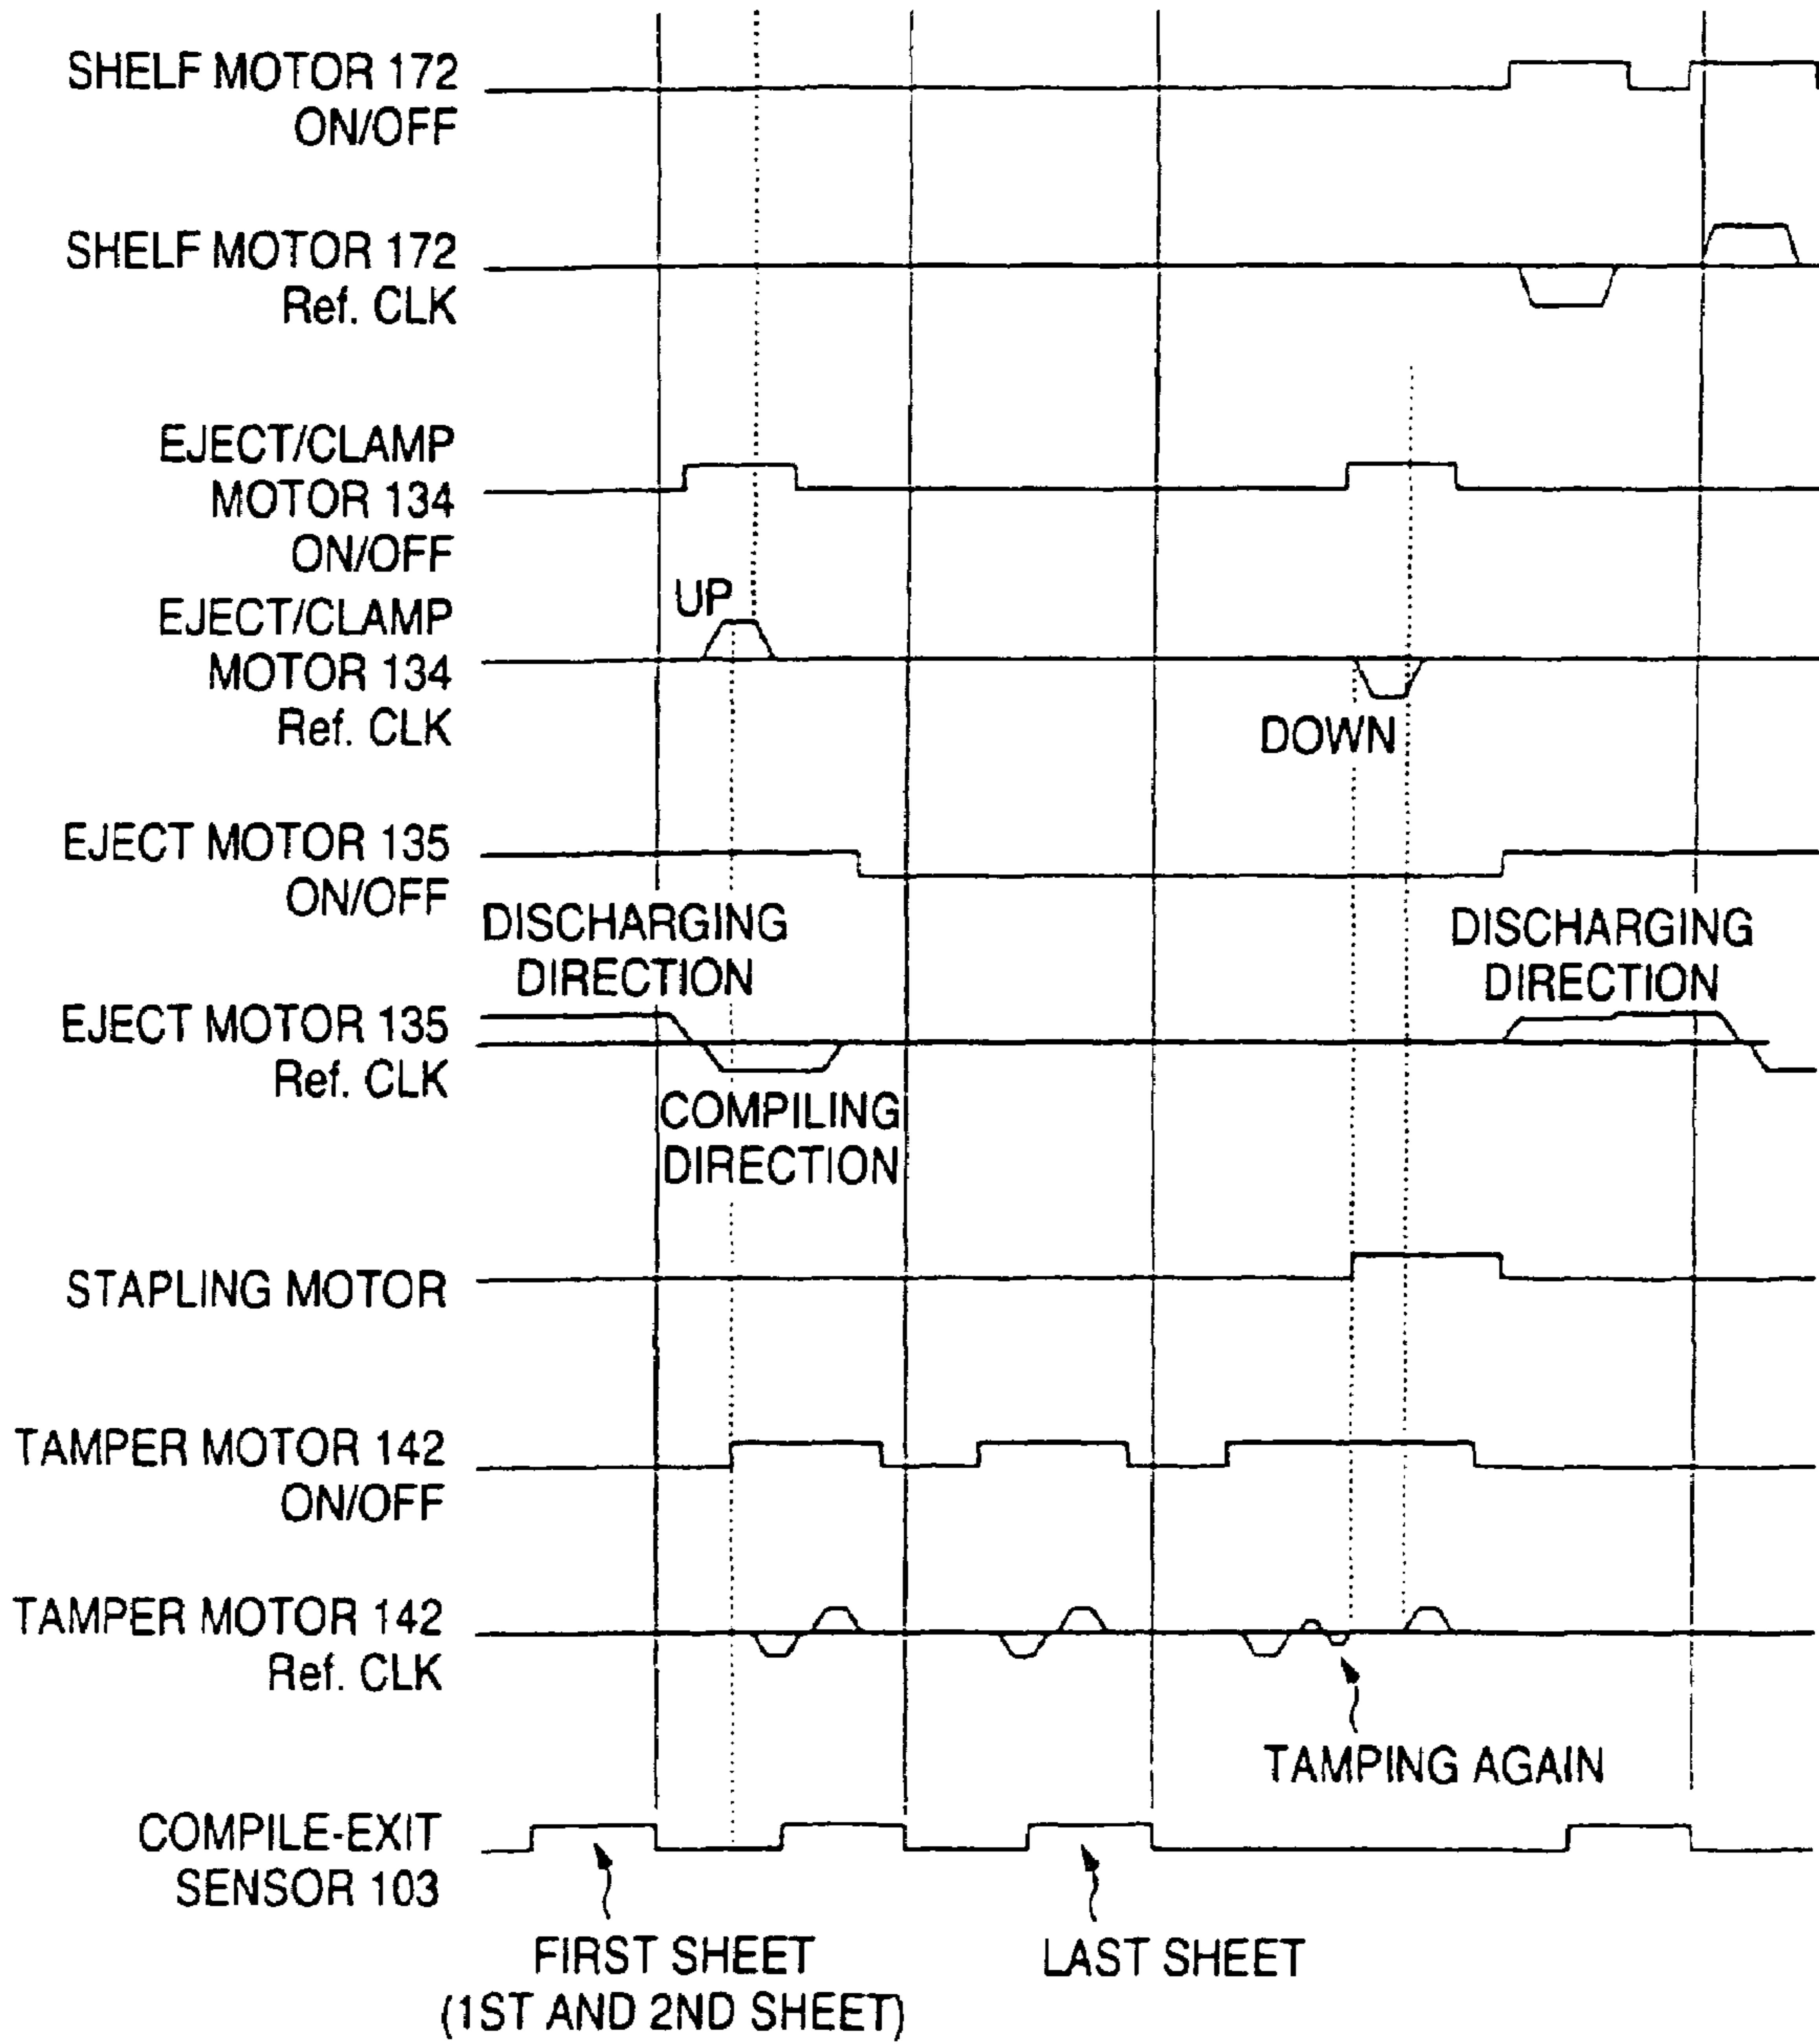 SHELF MOTOR 172
ON/OFF
SHELF MOTOR 172
Ref. CLK
EJECT/CLAMP
MOTOR 134
ON/OFF
UP
EJECT/CLAMP
MOTOR 134
Ref. CLK
DOWN
EJECT MOTOR 135
ON/OFF
DISCHARGING
DIRECTION
DISCHARGING
DIRECTION
EJECT MOTOR 135
Ref. CLK
COMPILING
DIRECTION
STAPLING MOTOR
TAMPER MOTOR 142
ON/OFF
TAMPER MOTOR 142
Ref. CLK
TAMPING AGAIN
COMPILE-EXIT
SENSOR 103
FIRST SHEET
(1ST AND 2ND SHEET)
LAST SHEET